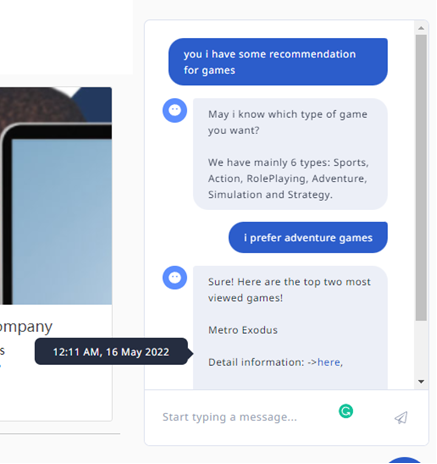 you i have some recommendation
for games
May i know which type of game
you want?
We have mainly 6 types: Sports,
Action, RolePlaying, Adventure,
Simulation and Strategy.
i prefer adventure games
Sure! Here are the top two most
viewed games!
Metro Exodus
ompany
s
12:11 AM, 16 May 2022
Detail information: ->here,
Start typing a message...